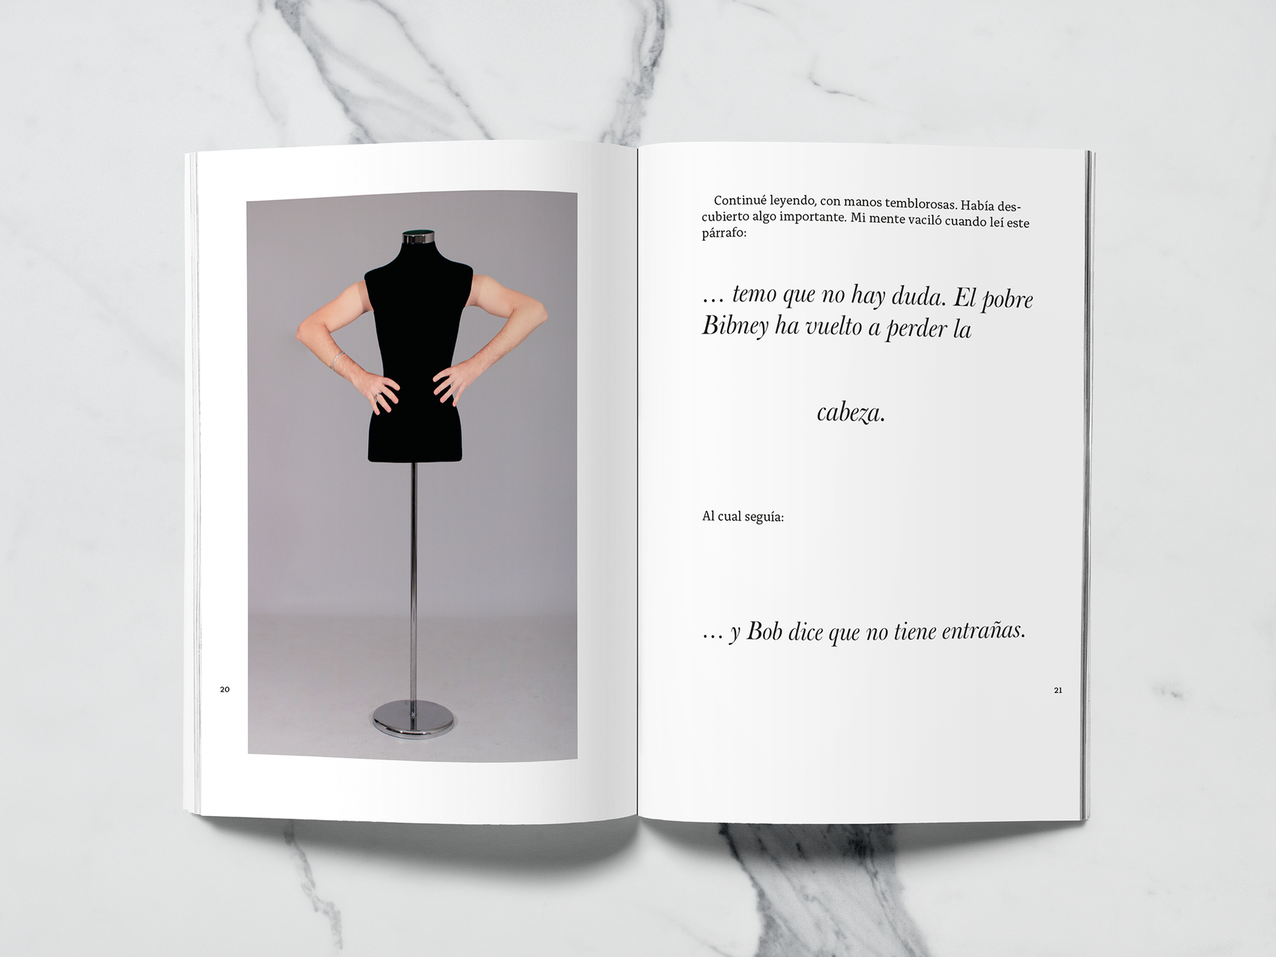 20
Continué leyendo, con manos temblorosas. Había des-
cubierto algo importante. Mi mente vaciló cuando leí este
párrafo:
... temo que no hay duda. El pobre
Bibney ha vuelto a perder la
cabeza.
Al cual seguía:
... y Bob dice que no tiene entrañas.
21